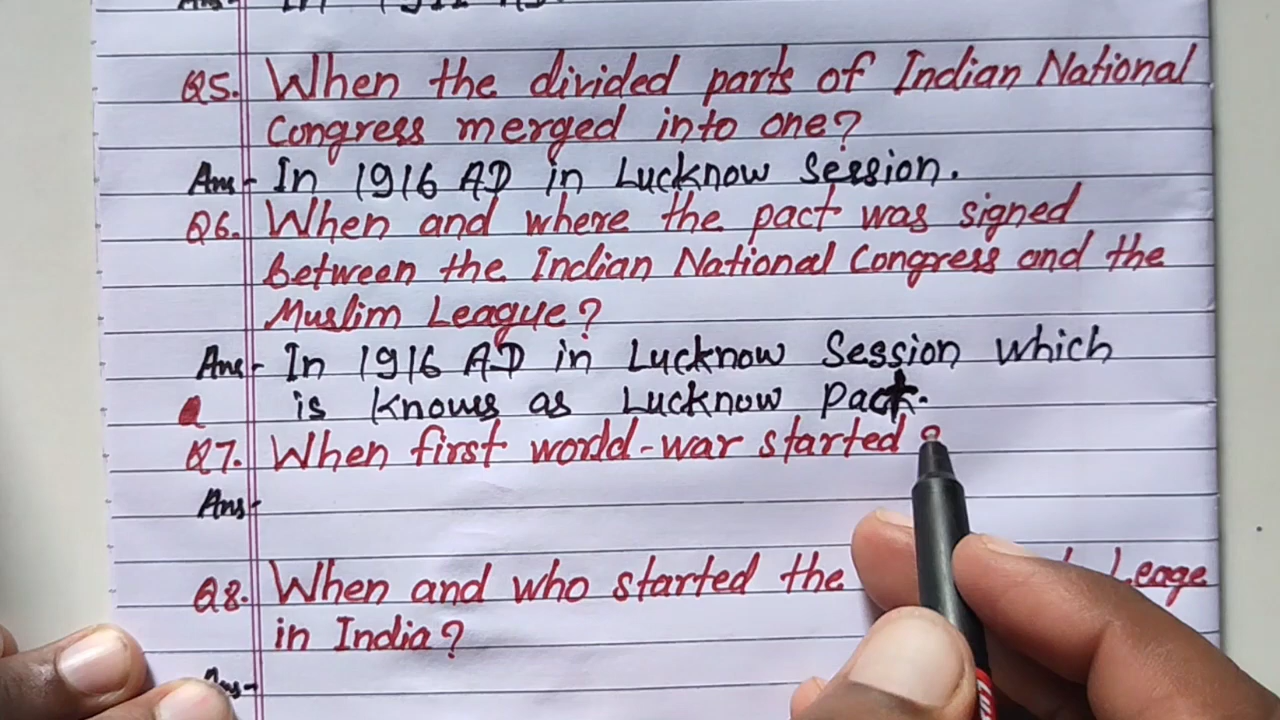 Q5. When the divided parts of Indian National
Congress merged into one?
Ans- In 1916 AD in Lucknow Session.
Q6. When and where the pact was signed
between the Indian National Congress and the
Muslim League?
Ans- In 1916 AD in Lucknow Session which
is knows as Lucknow Pact.
Q7. When first world-war started
Ans-
Q8. When and who started the Leage
in India?
Ans-